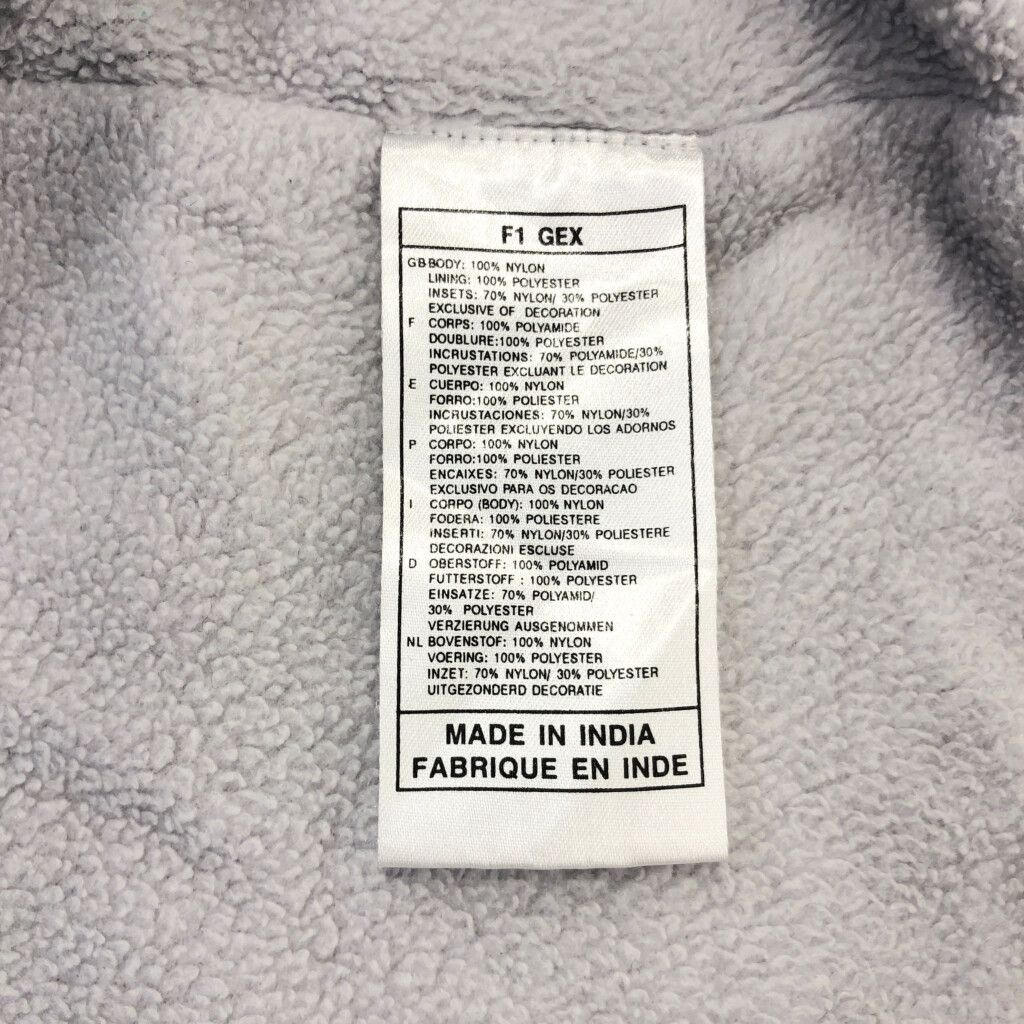 F1 GEX
GB BODY: 100% NYLON
LINING: 100% POLYESTER
INSETS: 70% NYLON/ 30% POLYESTER
EXCLUSIVE OF DECORATION
F CORPS: 100% POLYAMIDE
DOUBLURE:100% POLYESTER
INCRUSTATIONS: 70% POLYAMIDE/30%
POLYESTER EXCLUANT LE DECORATION
E CUERPO: 100% NYLON
FORRO:100% POLIESTER
INCRUSTACIONES: 70% NYLON/30%
POLIESTER EXCLUYENDO LOS ADORNOS
P CORPO: 100% NYLON
FORRO:100% POLIESTER
ENCAIXES: 70% NYLON/30% POLIESTER
EXCLUSIVO PARA OS DECORACAO
I CORPO (BODY): 100% NYLON
FODERA: 100% POLIESTERE
INSERTI: 70% NYLON/30% POLIESTERE
DECORAZIONI ESCLUSE
D OBERSTOFF: 100% POLYAMID
FUTTERSTOFF : 100% POLYESTER
EINSATZE: 70% POLYAMID/
30% POLYESTER
VERZIERUNG AUSGENOMMEN
NL BOVENSTOF: 100% NYLON
VOERING: 100% POLYESTER
INZET: 70% NYLON/ 30% POLYESTER
UITGEZONDERD DECORATIE
MADE IN INDIA
FABRIQUE EN INDE